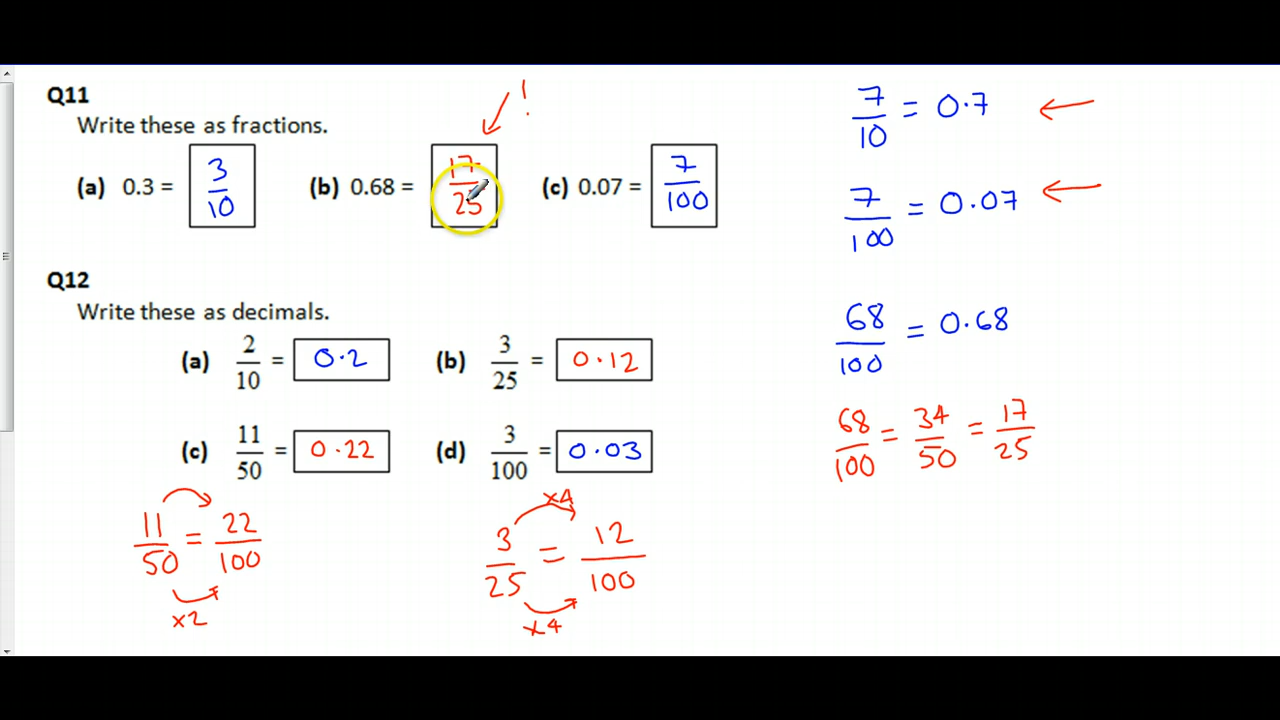 Q11
Write these as fractions.
(a) 0.3 = 3/10 (b) 0.68 = 17/25 (c) 0.07 = 7/100
!
Q12
Write these as decimals.
(a) 2/10 = 0.2 (b) 3/25 = 0.12
(c) 11/50 = 0.22 (d) 3/100 = 0.03
11/50 = 22/100
x2
x4
3/25 = 12/100
x4
7/10 = 0.7
7/100 = 0.07
68/100 = 0.68
68/100 = 34/50 = 17/25